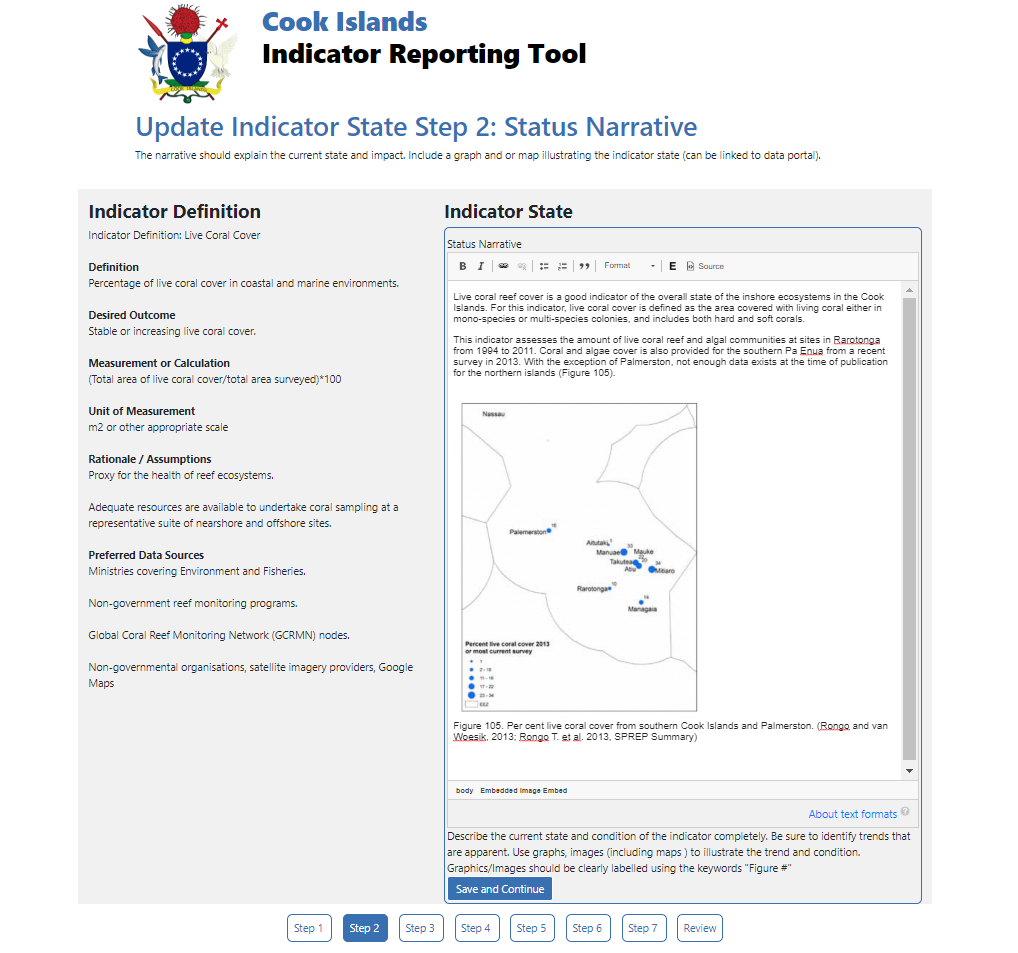 COOK ISLANDS
Cook Islands
Indicator Reporting Tool
Update Indicator State Step 2: Status Narrative
The narrative should explain the current state and impact. Include a graph and or map illustrating the indicator state (can be linked to data portal).
Indicator Definition
Indicator Definition: Live Coral Cover
Definition
Percentage of live coral cover in coastal and marine environments.
Desired Outcome
Stable or increasing live coral cover.
Measurement or Calculation
(Total area of live coral cover/total area surveyed)*100
Unit of Measurement
m2 or other appropriate scale
Rationale / Assumptions
Proxy for the health of reef ecosystems.
Adequate resources are available to undertake coral sampling at a
representative suite of nearshore and offshore sites.
Preferred Data Sources
Ministries covering Environment and Fisheries.
Non-government reef monitoring programs.
Global Coral Reef Monitoring Network (GCRMN) nodes.
Non-governmental organisations, satellite imagery providers, Google
Maps
Indicator State
Status Narrative
B I Format E Source
Live coral reef cover is a good indicator of the overall state of the inshore ecosystems in the Cook
Islands. For this indicator, live coral cover is defined as the area covered with living coral either in
mono-species or multi-species colonies, and includes both hard and soft corals.
This indicator assesses the amount of live coral reef and algal communities at sites in Rarotonga
from 1994 to 2011. Coral and algae cover is also provided for the southern Pa Enua from a recent
survey in 2013. With the exception of Palmerston, not enough data exists at the time of publication
for the northern islands (Figure 105).
Nassau
Palemerston
Aitutaki
Manuae
Mauke
Takutea
Atiu
Mitiaro
Rarotonga
Managaia
Percent live coral cover 2013
or most current survey
1
2 - 10
11 - 16
17 - 22
23 - 34
EEZ
Figure 105. Per cent live coral cover from southern Cook Islands and Palmerston. (Rongo and van
Woesik, 2013; Rongo T. et al. 2013, SPREP Summary)
body Embedded Image Embed
About text formats ?
Describe the current state and condition of the indicator completely. Be sure to identify trends that
are apparent. Use graphs, images (including maps ) to illustrate the trend and condition.
Graphics/Images should be clearly labelled using the keywords "Figure #"
Save and Continue
Step 1 Step 2 Step 3 Step 4 Step 5 Step 6 Step 7 Review